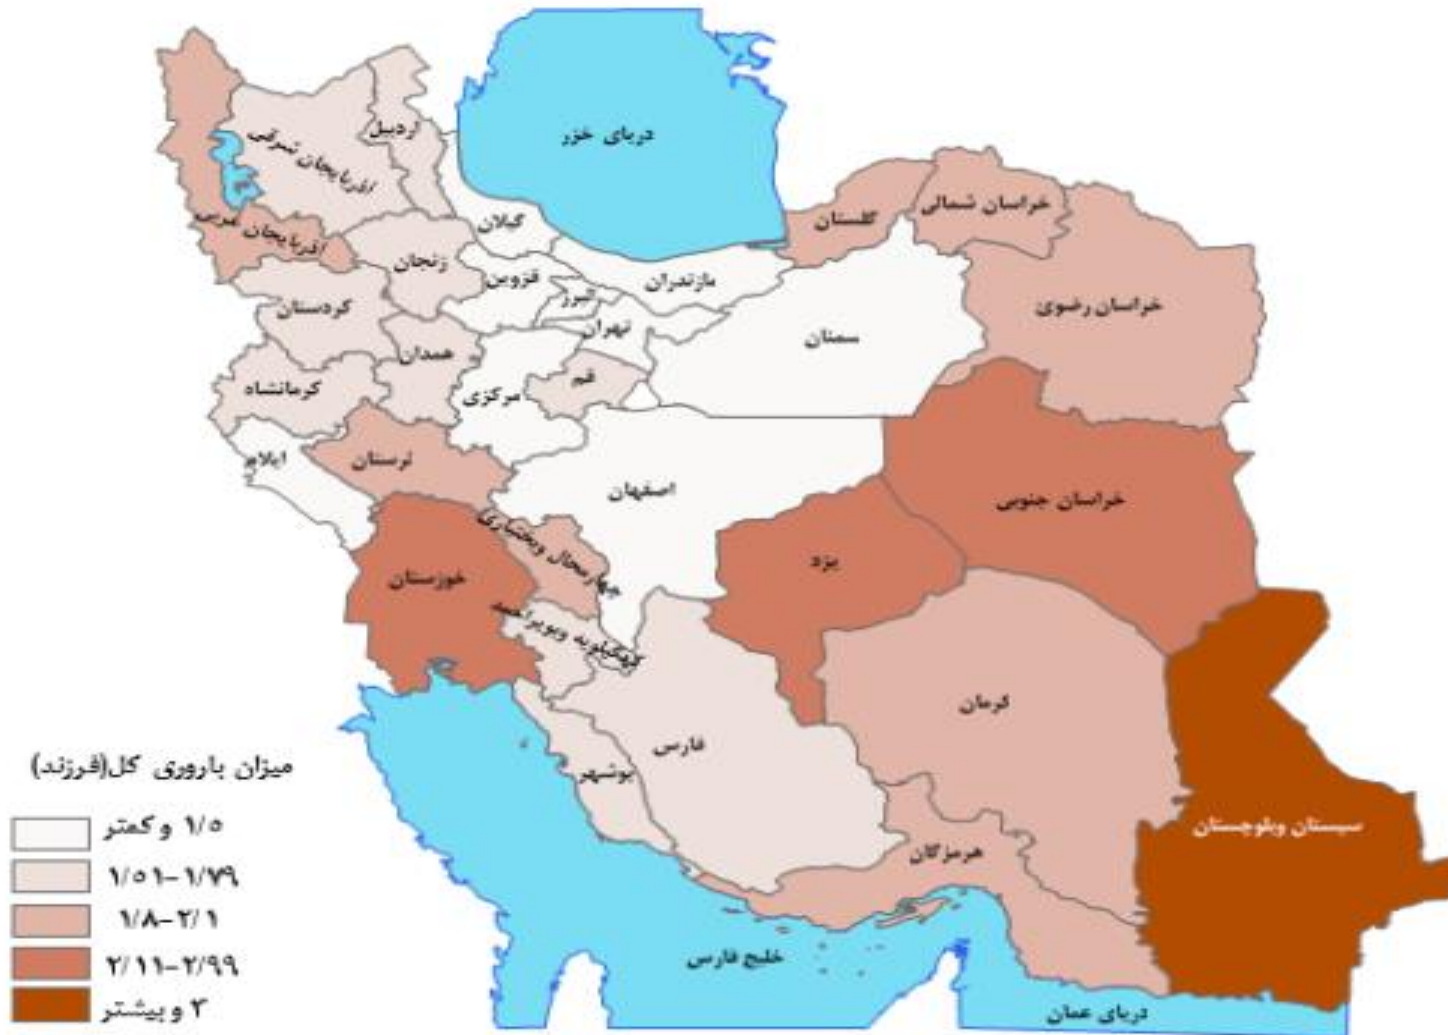 دریای خزر
اردبیل
آذربایجان شرقی
آذربایجان غربی
گیلان
گلستان
خراسان شمالی
زنجان
قزوین
البرز
مازندران
تهران
سمنان
خراسان رضوی
کردستان
همدان
کرمانشاه
مرکزی
قم
ایلام
لرستان
اصفهان
خراسان جنوبی
چهارمحال وبختیاری
یزد
خوزستان
کهگیلویه وبویراحمد
کرمان
فارس
بوشهر
هرمزگان
سیستان وبلوچستان
خلیج فارس
دریای عمان
میزان باروری کل(فرزند)
۱/۵ و کمتر
۱/۵۱-۱/۷۹
۱/۸-۲/۱
۲/۱۱-۲/۹۹
۳ و بیشتر